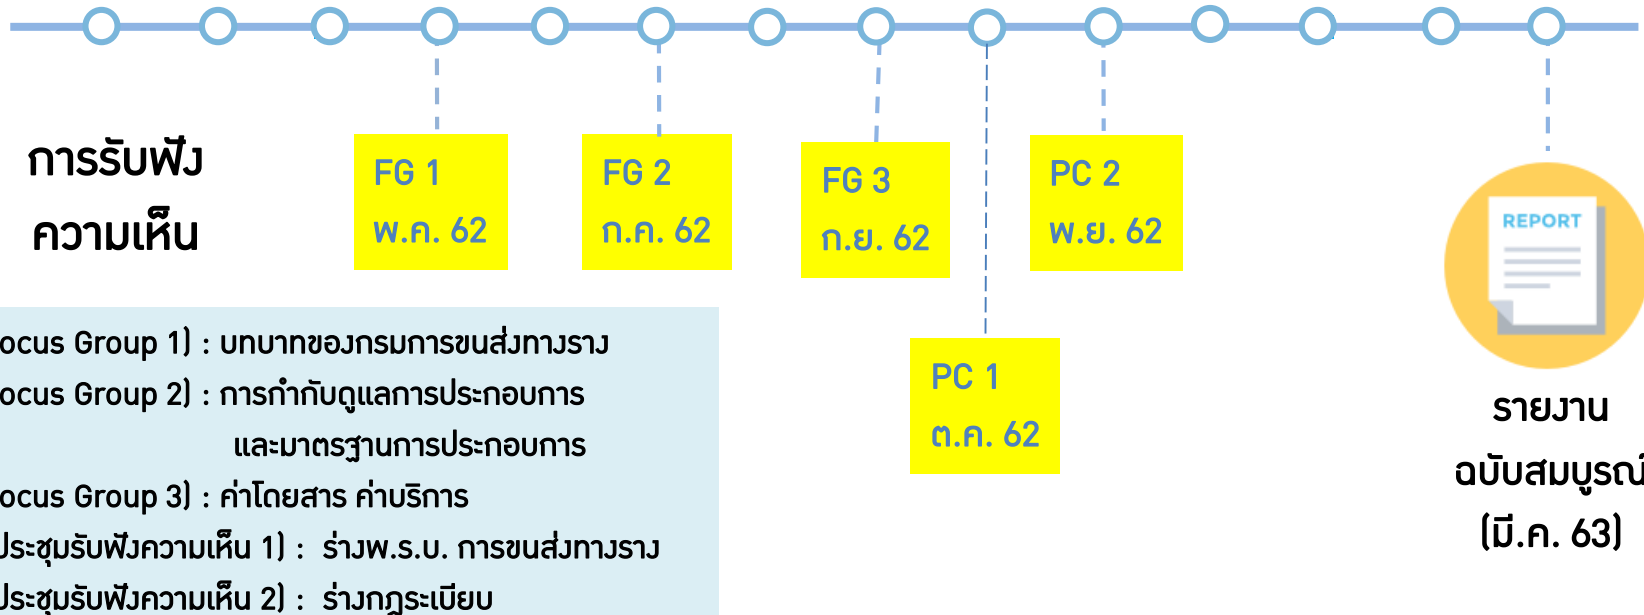 การรับฟัง
ความเห็น
FG 1
พ.ค. 62
FG 2
ก.ค. 62
FG 3
ก.ย. 62
PC 2
พ.ย. 62
PC 1
ต.ค. 62
REPORT
รายงาน
ฉบับสมบูรณ์
(มี.ค. 63)
ocus Group 1) : บทบาทของกรมการขนส่งทางราง
ocus Group 2) : การกำกับดูแลการประกอบการ
และมาตรฐานการประกอบการ
ocus Group 3) : ค่าโดยสาร ค่าบริการ
ประชุมรับฟังความเห็น 1) : ร่างพ.ร.บ. การขนส่งทางราง
ประชุมรับฟังความเห็น 2) : ร่างกฎระเบียบ